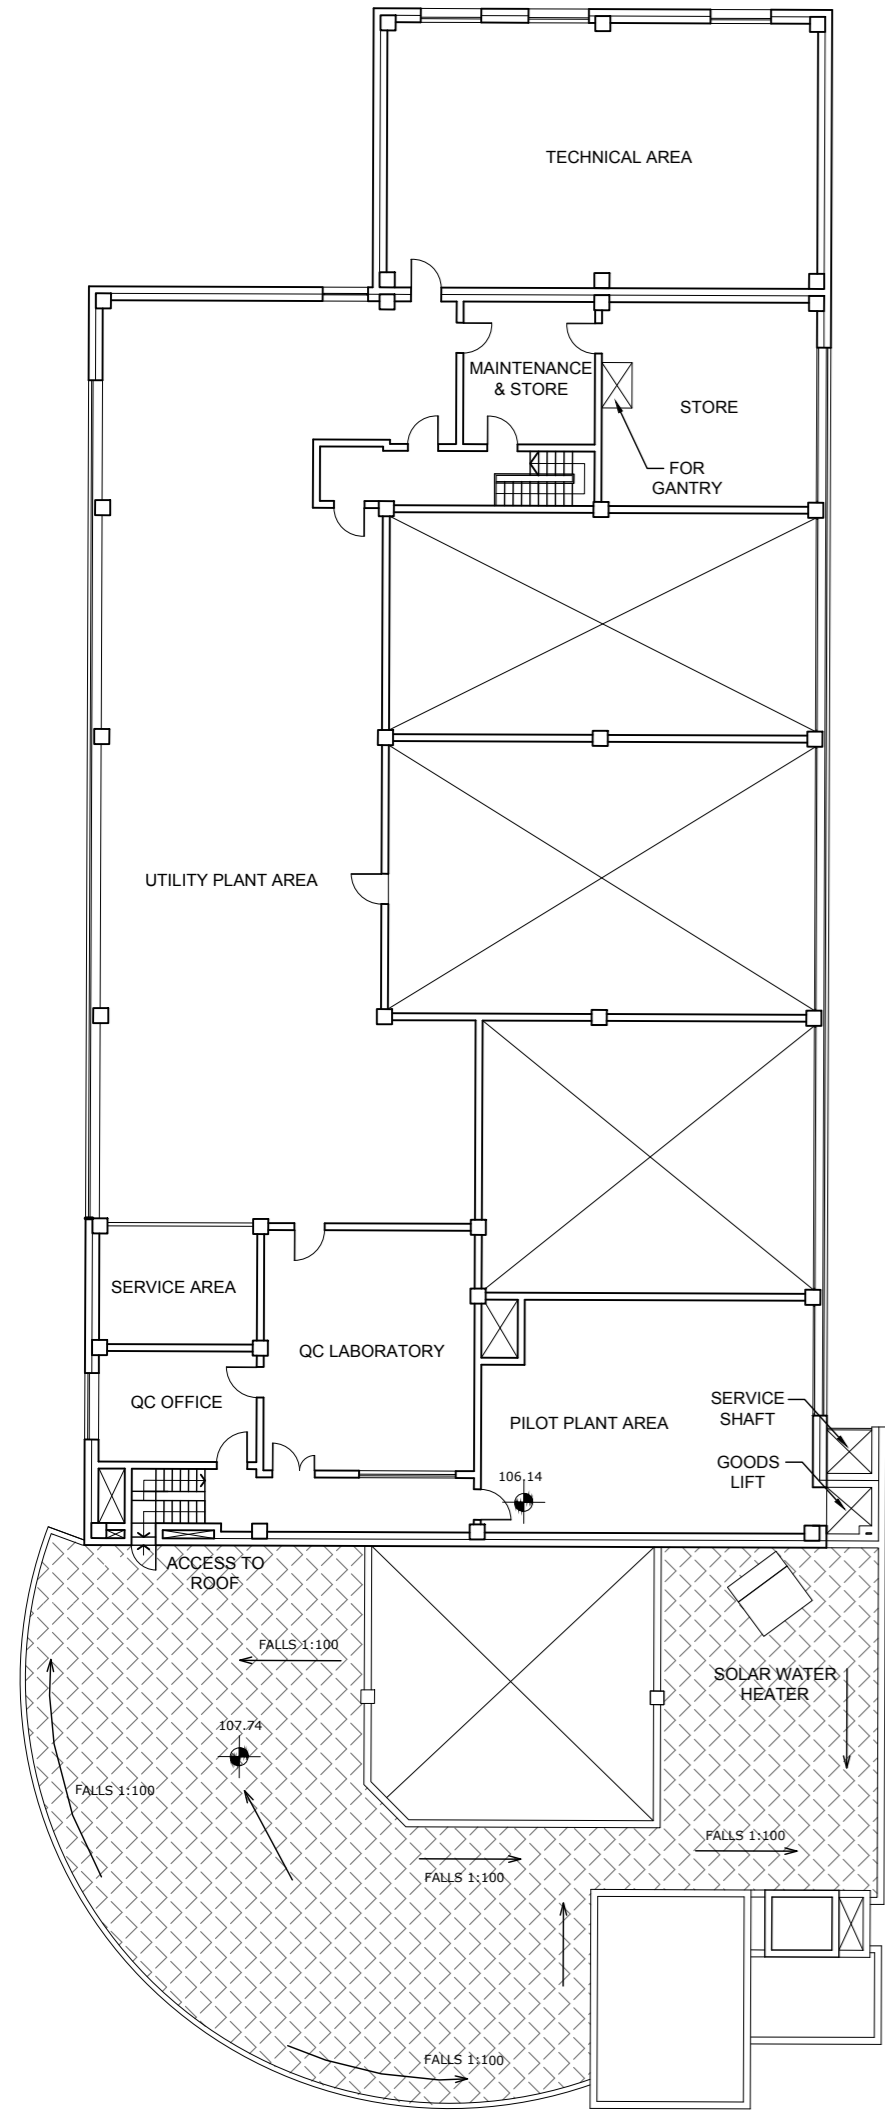 TECHNICAL AREA
MAINTENANCE
& STORE
STORE
FOR
GANTRY
UTILITY PLANT AREA
SERVICE AREA
QC LABORATORY
QC OFFICE
PILOT PLANT AREA
SERVICE
SHAFT
GOODS
LIFT
106.14
ACCESS TO
ROOF
FALLS 1:100
SOLAR WATER
HEATER
107.74
FALLS 1:100
FALLS 1:100
FALLS 1:100
FALLS 1:100